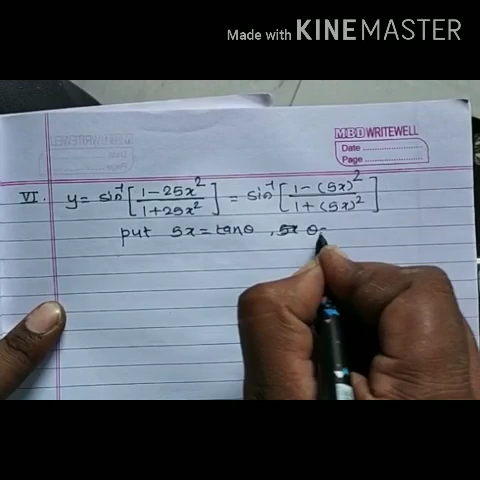 Made with KINEMASTER
MBD WRITEWELL
Date ....................
Page ....................
VI. y = sin⁻¹[1-25x²/1+25x²] = sin⁻¹[1-(5x)²/1+(5x)²]
put 5x = tanθ , 5x θ=